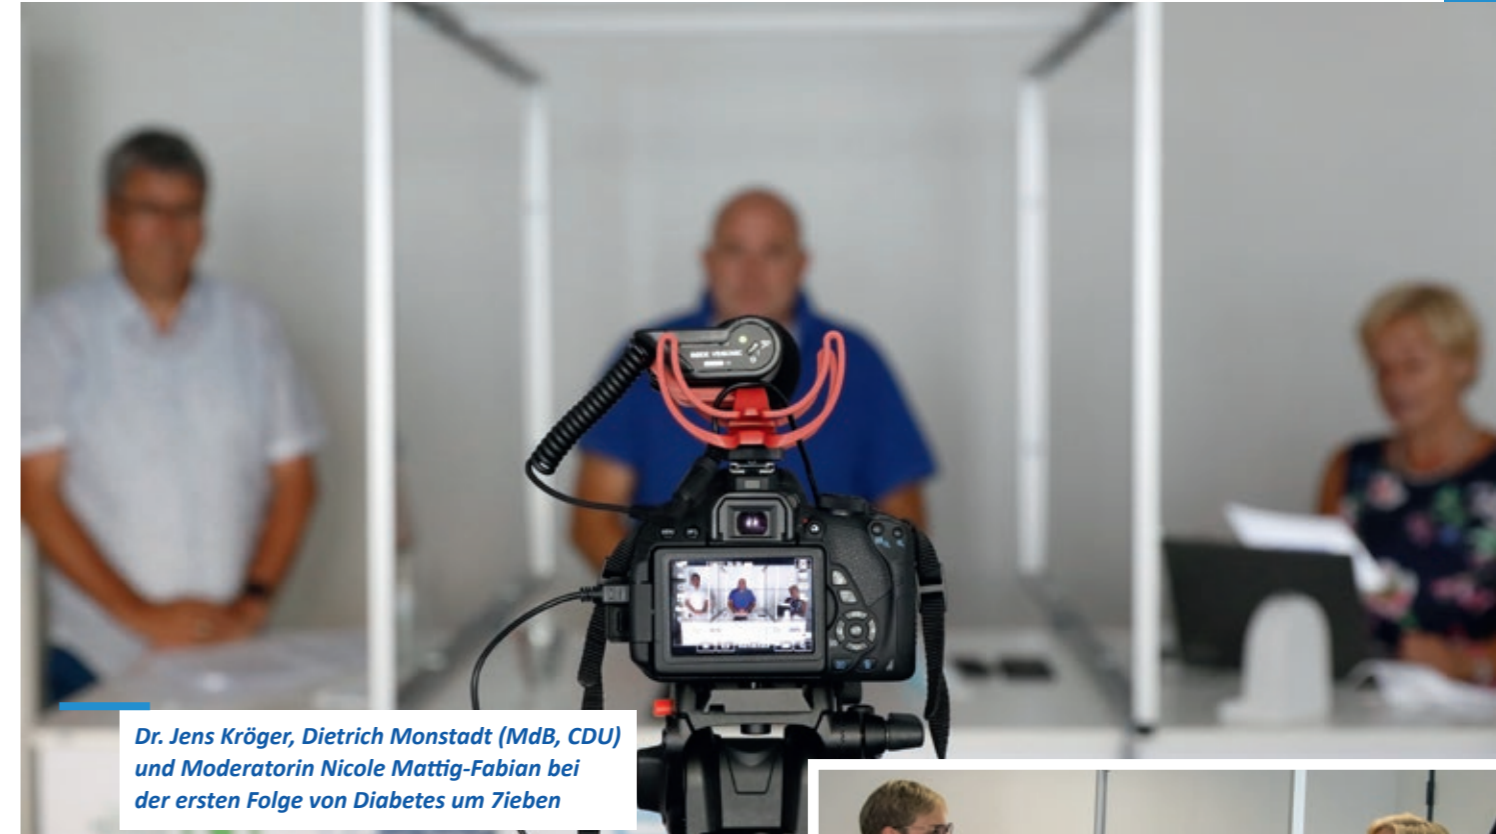 Dr. Jens Kröger, Dietrich Monstadt (MdB, CDU)
und Moderatorin Nicole Mattig-Fabian bei
der ersten Folge von Diabetes um 7ieben